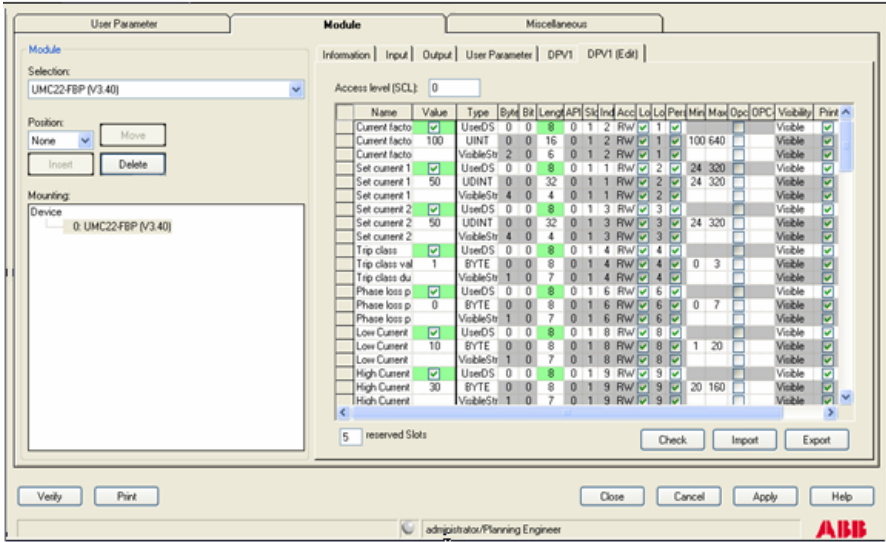 User Parameter Module Miscellaneous
Module
Selection:
UMC22-FBP (V3.40)
Position:
None Move
Insert Delete
Mounting:
Device
0: UMC22-FBP (V3.40)
Information Input Output User Parameter DPV1 DPV1 (Edit)
Access level (SCL): 0
Name Value Type Byte Bit Lengt API Slo Ind Acc Lo Lo Per Min Max Opc OPC- Visibility Print
Current facto UserDS 0 0 8 0 1 2 RW 1 Visible
Current facto 100 UINT 0 0 16 0 1 2 RW 1 100 640 Visible
Current facto VisibleStr 2 0 6 0 1 2 RW 1 Visible
Set current 1 UserDS 0 0 8 0 1 1 RW 2 24 320 Visible
Set current 1 50 UDINT 0 0 32 0 1 1 RW 2 24 320 Visible
Set current 1 VisibleStr 4 0 4 0 1 1 RW 2 Visible
Set current 2 UserDS 0 0 8 0 1 3 RW 3 Visible
Set current 2 50 UDINT 0 0 32 0 1 3 RW 3 24 320 Visible
Set current 2 VisibleStr 4 0 4 0 1 3 RW 3 Visible
Trip class UserDS 0 0 8 0 1 4 RW 4 Visible
Trip class val 1 BYTE 0 0 8 0 1 4 RW 4 0 3 Visible
Trip class du VisibleStr 1 0 7 0 1 4 RW 4 Visible
Phase loss p UserDS 0 0 8 0 1 6 RW 6 Visible
Phase loss p 0 BYTE 0 0 8 0 1 6 RW 6 0 7 Visible
Phase loss p VisibleStr 1 0 7 0 1 6 RW 6 Visible
Low Current UserDS 0 0 8 0 1 8 RW 8 Visible
Low Current 10 BYTE 0 0 8 0 1 8 RW 8 1 20 Visible
Low Current VisibleStr 1 0 7 0 1 8 RW 8 Visible
High Current UserDS 0 0 8 0 1 9 RW 9 Visible
High Current 30 BYTE 0 0 8 0 1 9 RW 9 20 160 Visible
High Current VisibleStr 1 0 7 0 1 9 RW 9 Visible
5 reserved Slots
Check Import Export
Verify Print Close Cancel Apply Help
administrator/Planning Engineer
ABB